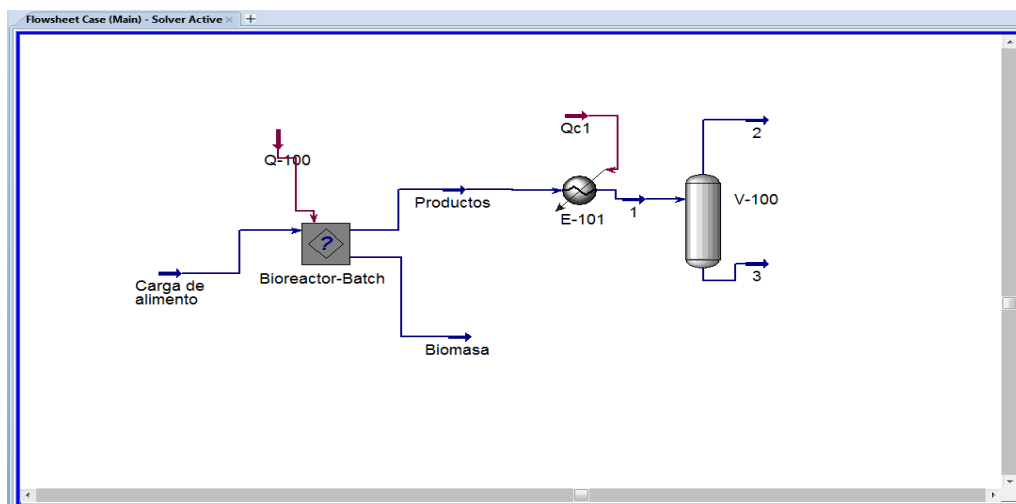 Flowsheet Case (Main) - Solver Active × +
Qc1
2
Q-100
Productos
E-101
1
V-100
?
Bioreactor-Batch
3
Carga de
alimento
Biomasa